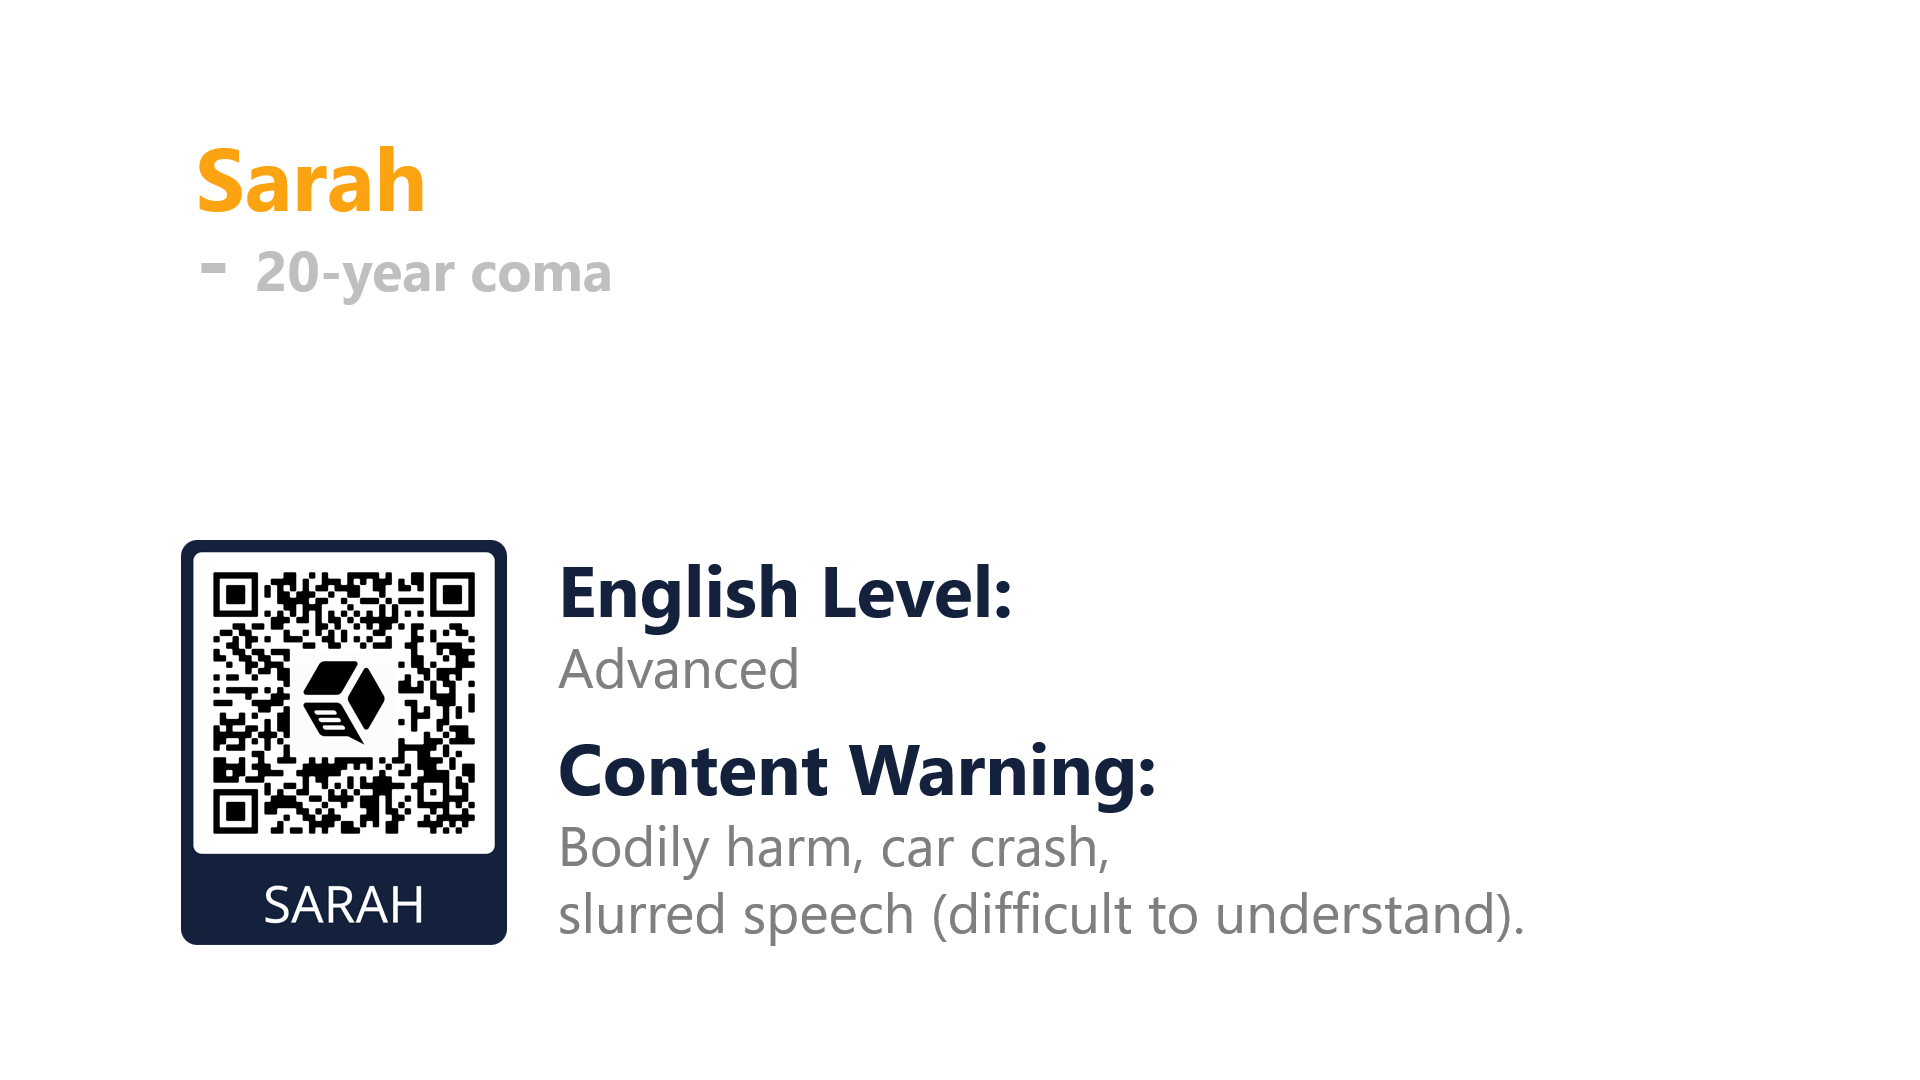 Sarah
- 20-year coma
English Level:
Advanced
Content Warning:
Bodily harm, car crash,
slurred speech (difficult to understand).
SARAH